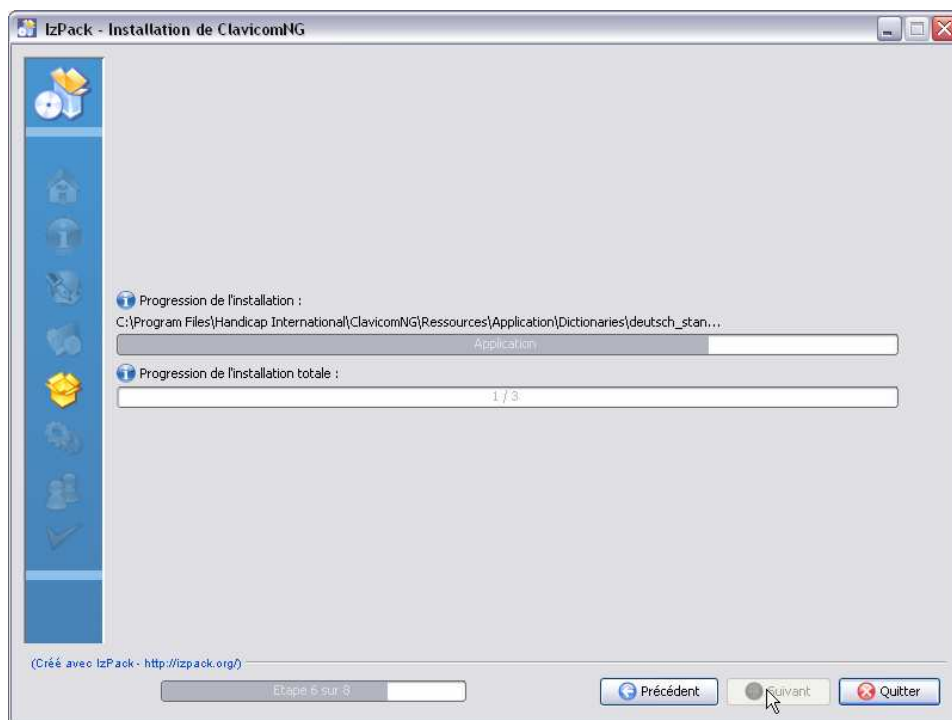 IzPack - Installation de ClavicomNG
Progression de l'installation :
C:\Program Files\Handicap International\ClavicomNG\Ressources\Application\Dictionaries\deutsch_stan...
Application
Progression de l'installation totale :
1 / 3
(Créé avec IzPack - http://izpack.org/)
Etape 6 sur 8
Précédent
Suivant
Quitter